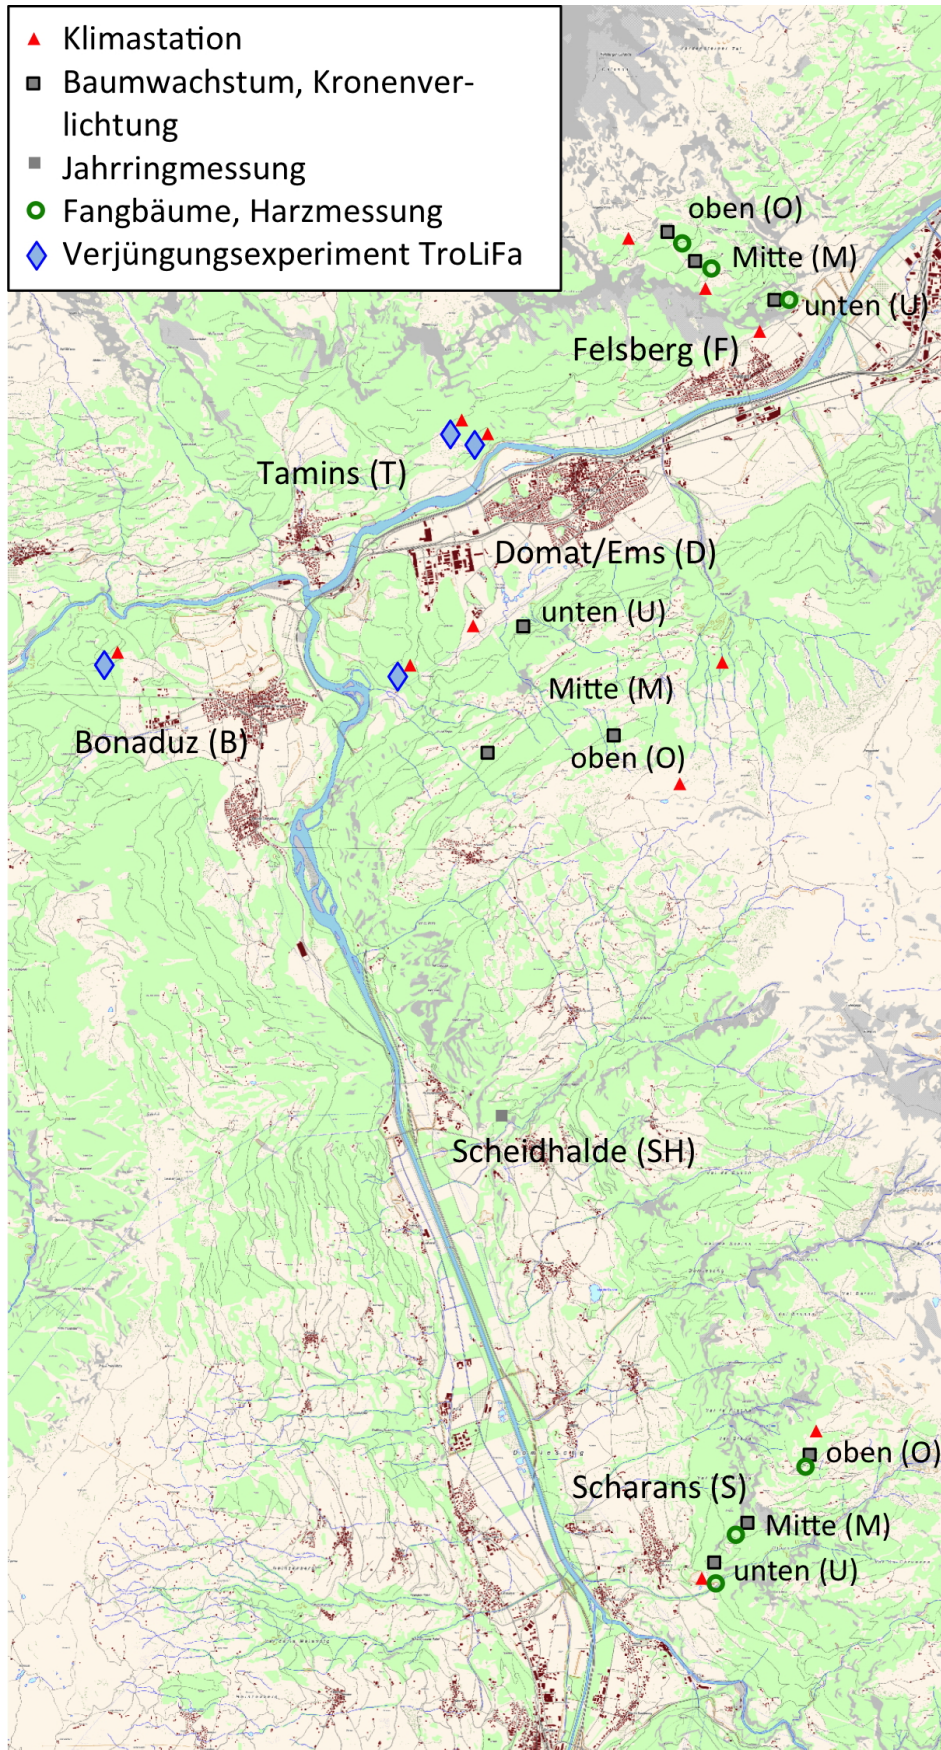 Klimastation
Baumwachstum, Kronenver-
lichtung
Jahrringmessung
Fangbäume, Harzmessung
Verjüngungsexperiment TroLiFa
oben (O)
Mitte (M)
unten (U)
Felsberg (F)
Tamins (T)
Domat/Ems (D)
unten (U)
Mitte (M)
Bonaduz (B)
oben (O)
Scheidhalde (SH)
oben (O)
Scharans (S)
Mitte (M)
unten (U)